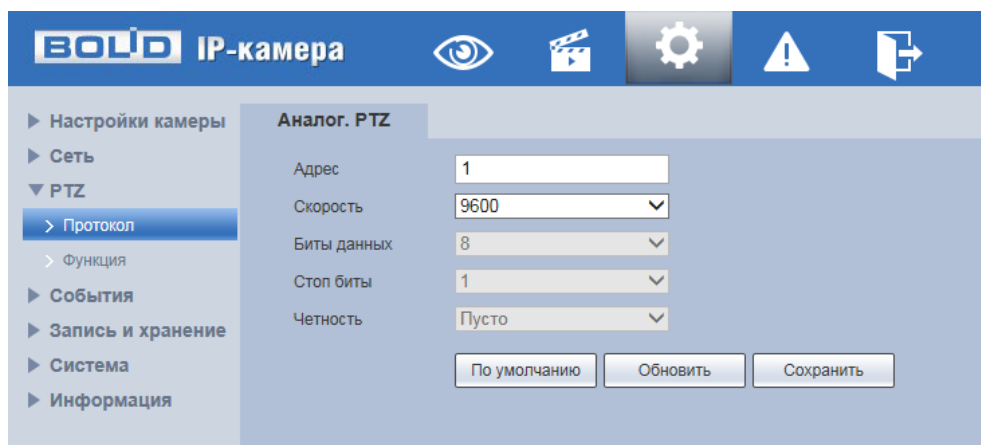 BOLID IP-камера
Настройки камеры
Сеть
PTZ
Протокол
Функция
События
Запись и хранение
Система
Информация
Аналог. PTZ
Адрес 1
Скорость 9600
Биты данных 8
Стоп биты 1
Четность Пусто
По умолчанию Обновить Сохранить